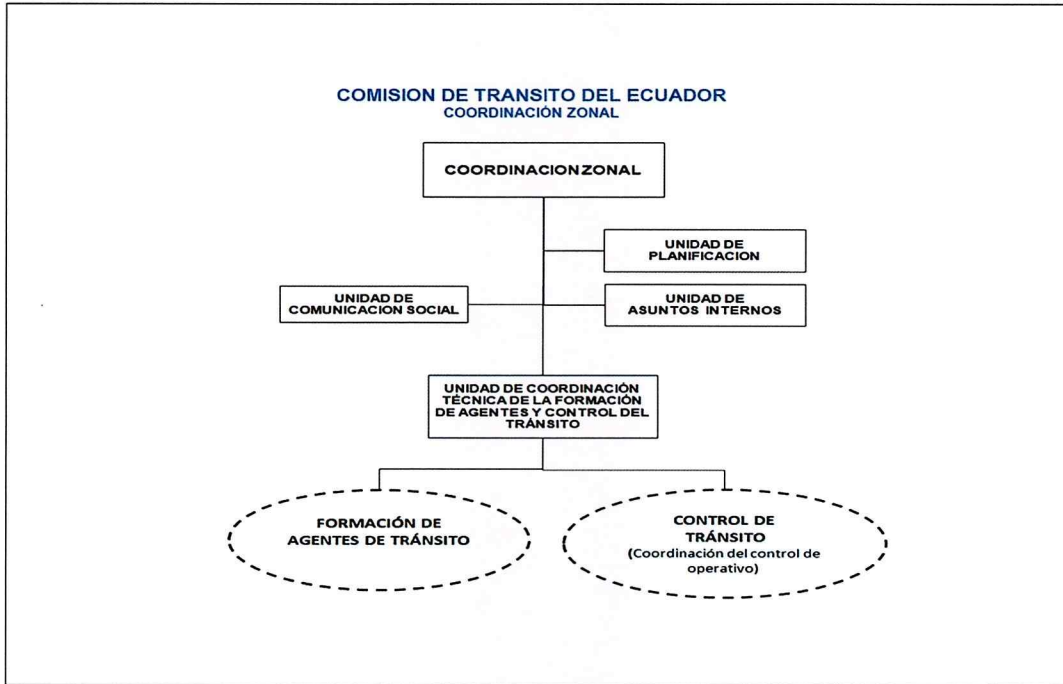 COMISION DE TRANSITO DEL ECUADOR
COORDINACIÓN ZONAL
COORDINACION ZONAL
UNIDAD DE
PLANIFICACION
UNIDAD DE
COMUNICACION SOCIAL
UNIDAD DE
ASUNTOS INTERNOS
UNIDAD DE COORDINACIÓN
TÉCNICA DE LA FORMACIÓN
DE AGENTES Y CONTROL DEL
TRÁNSITO
FORMACIÓN DE
AGENTES DE TRÁNSITO
CONTROL DE
TRÁNSITO
(Coordinación del control de
operativo)